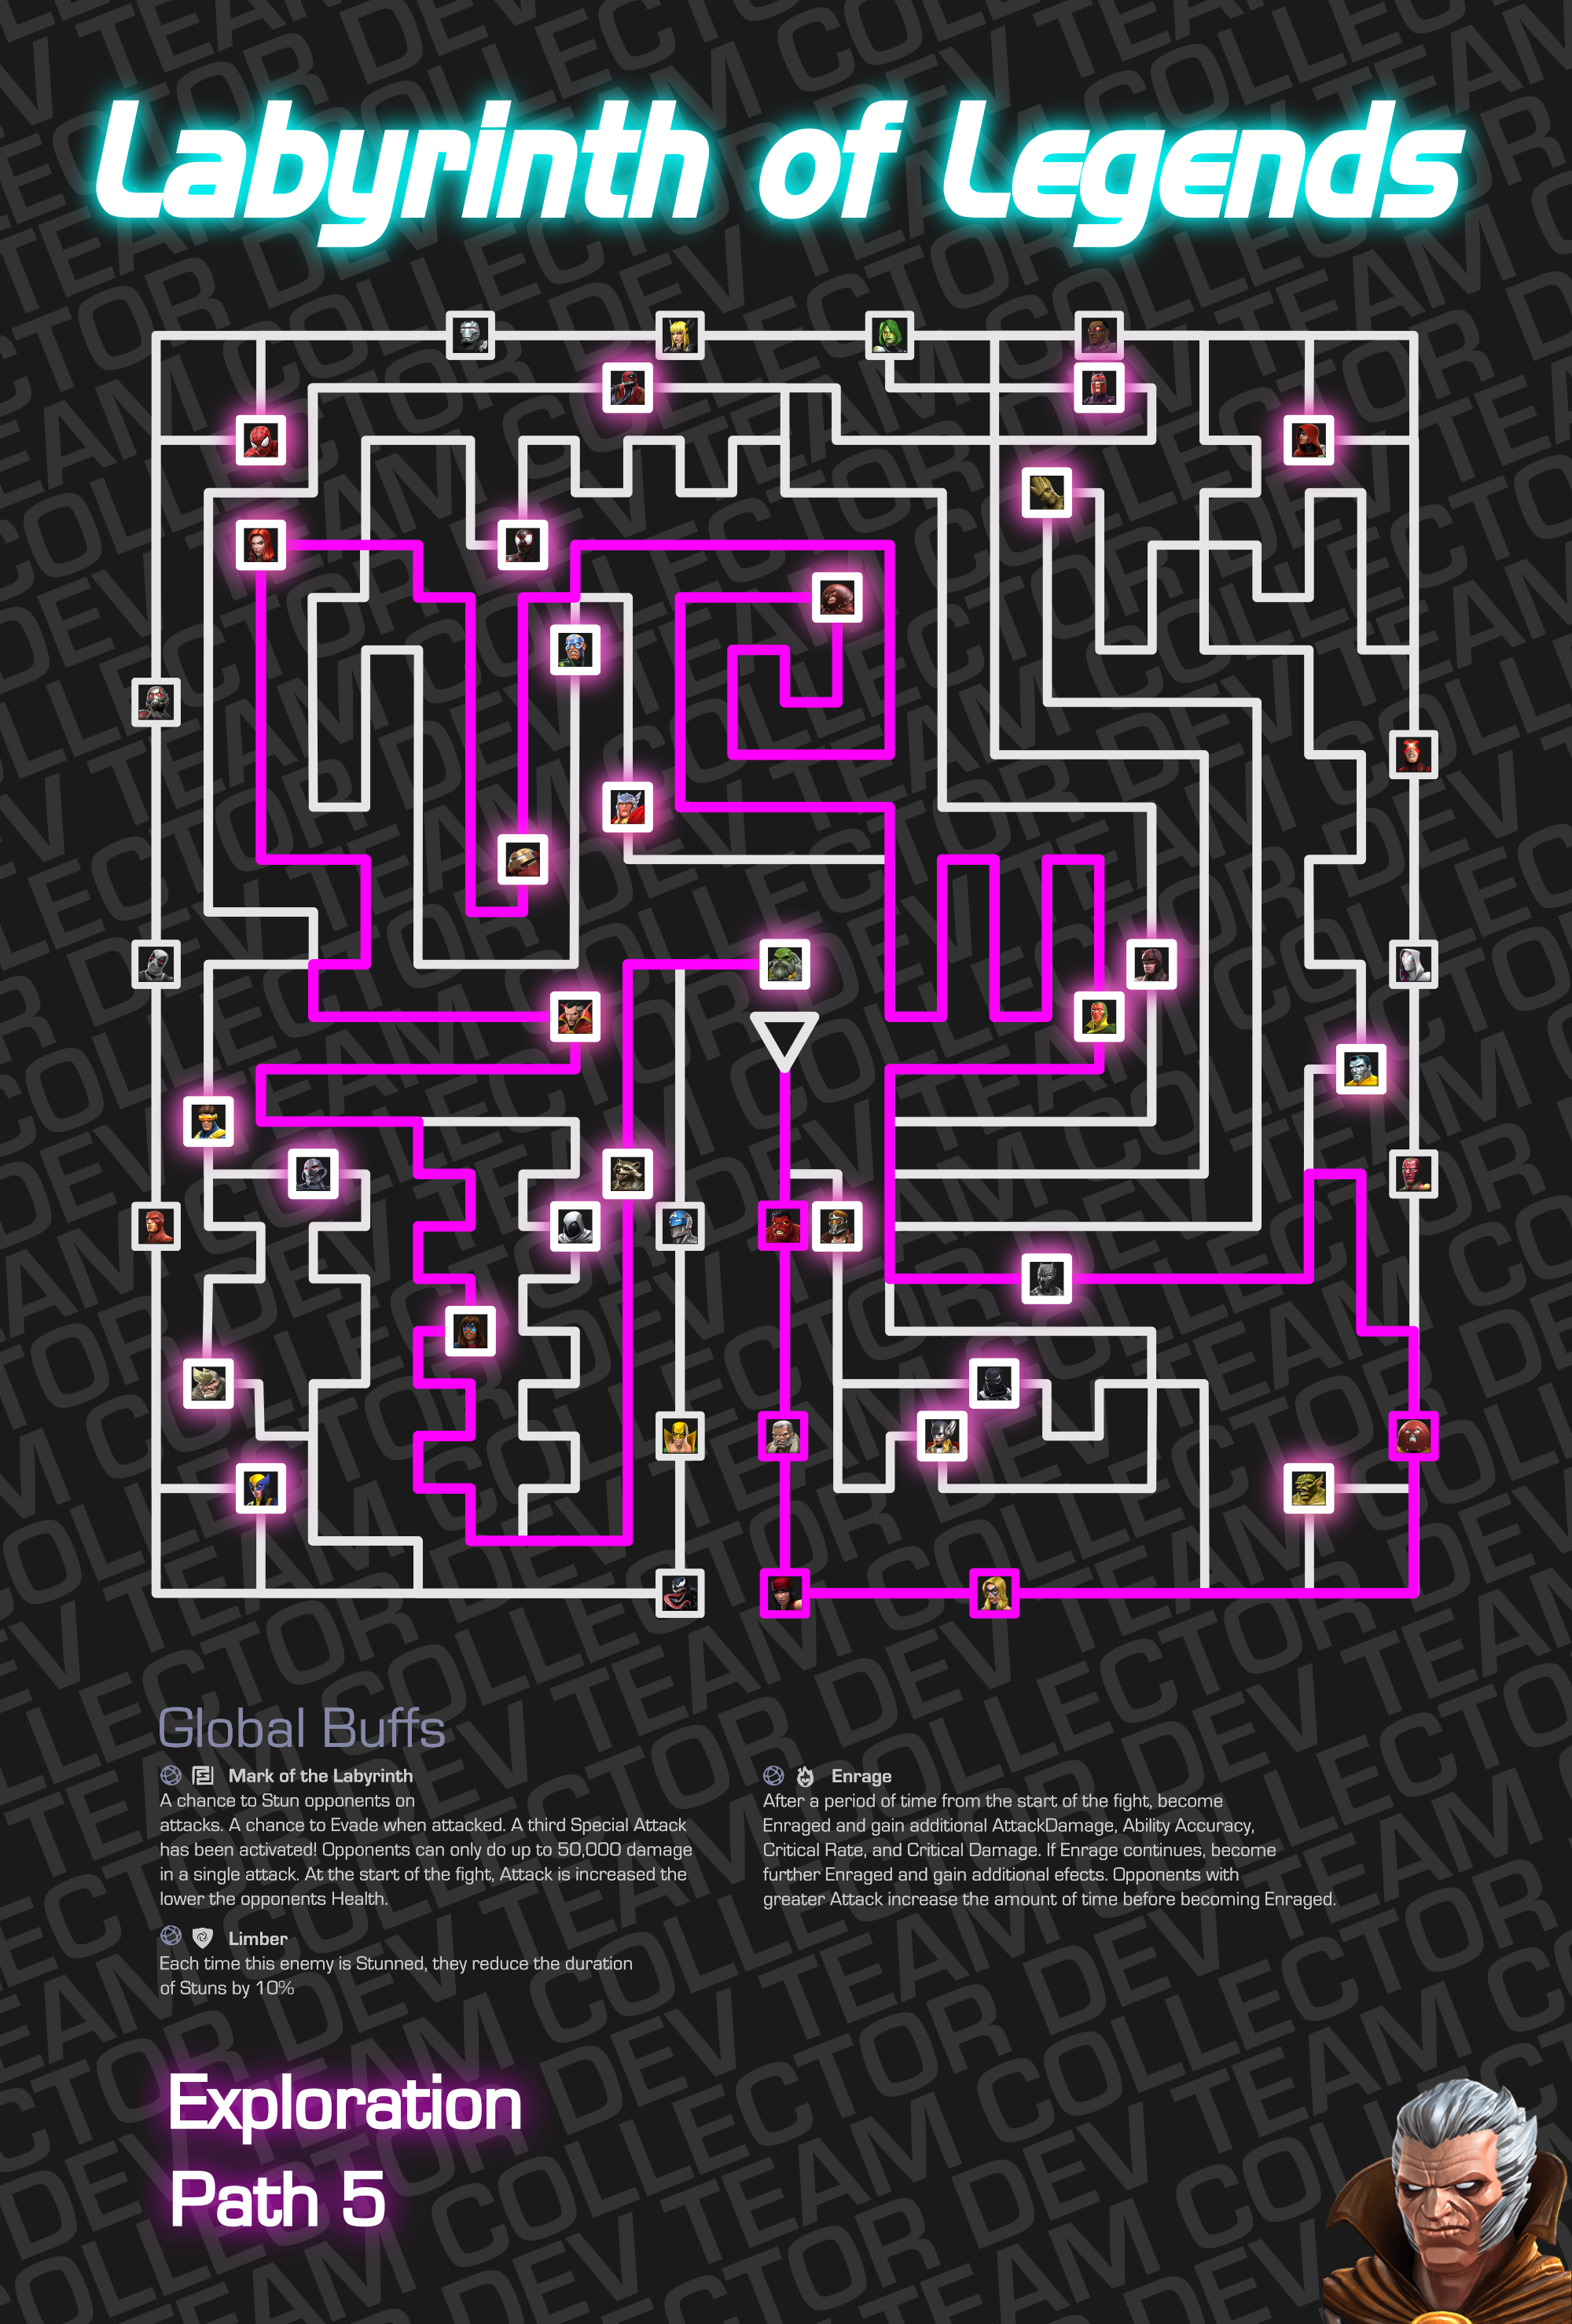 Labyrinth of Legends
Global Buffs
Mark of the Labyrinth
A chance to Stun opponents on
attacks. A chance to Evade when attacked. A third Special Attack
has been activated! Opponents can only do up to 50,000 damage
in a single attack. At the start of the fight, Attack is increased the
lower the opponents Health.
Limber
Each time this enemy is Stunned, they reduce the duration
of Stuns by 10%
Enrage
After a period of time from the start of the fight, become
Enraged and gain additional AttackDamage, Ability Accuracy,
Critical Rate, and Critical Damage. If Enrage continues, become
further Enraged and gain additional efects. Opponents with
greater Attack increase the amount of time before becoming Enraged.
Exploration
Path 5
COLLECTOR DEV TEAM